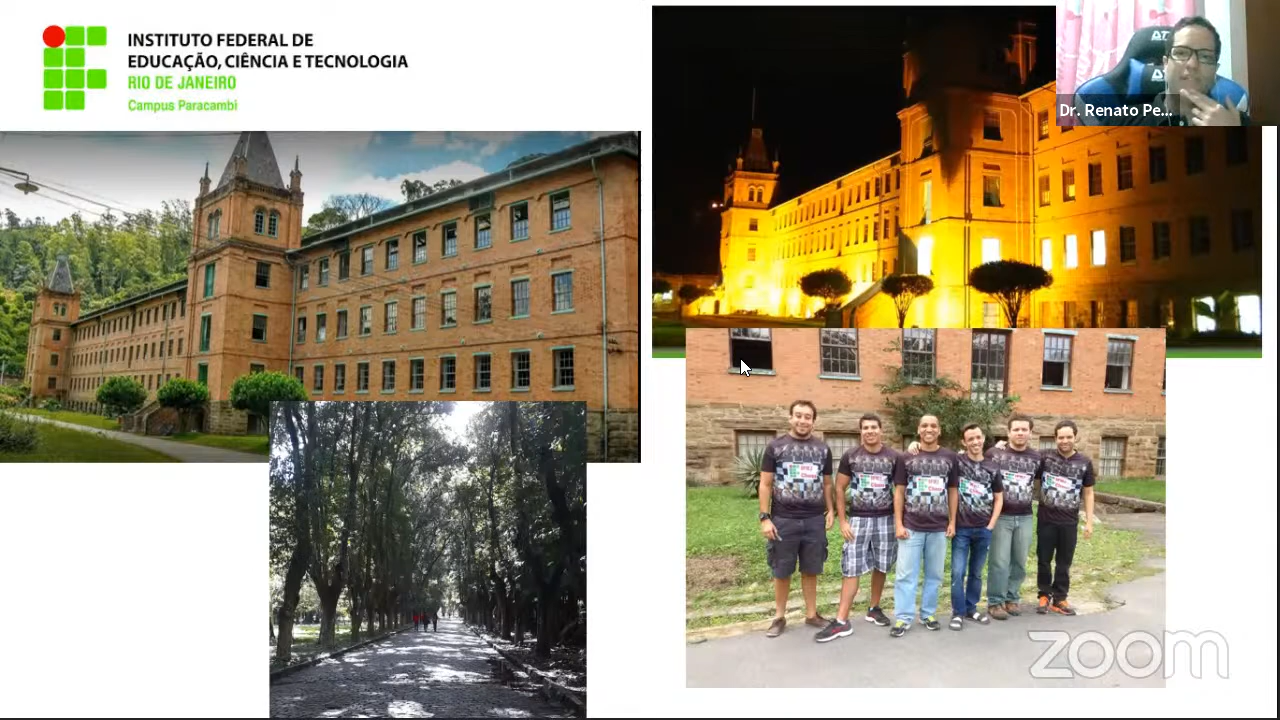 INSTITUTO FEDERAL DE
EDUCAÇÃO, CIÊNCIA E TECNOLOGIA
RIO DE JANEIRO
Campus Paracambi
Dr. Renato Pe...
zoom